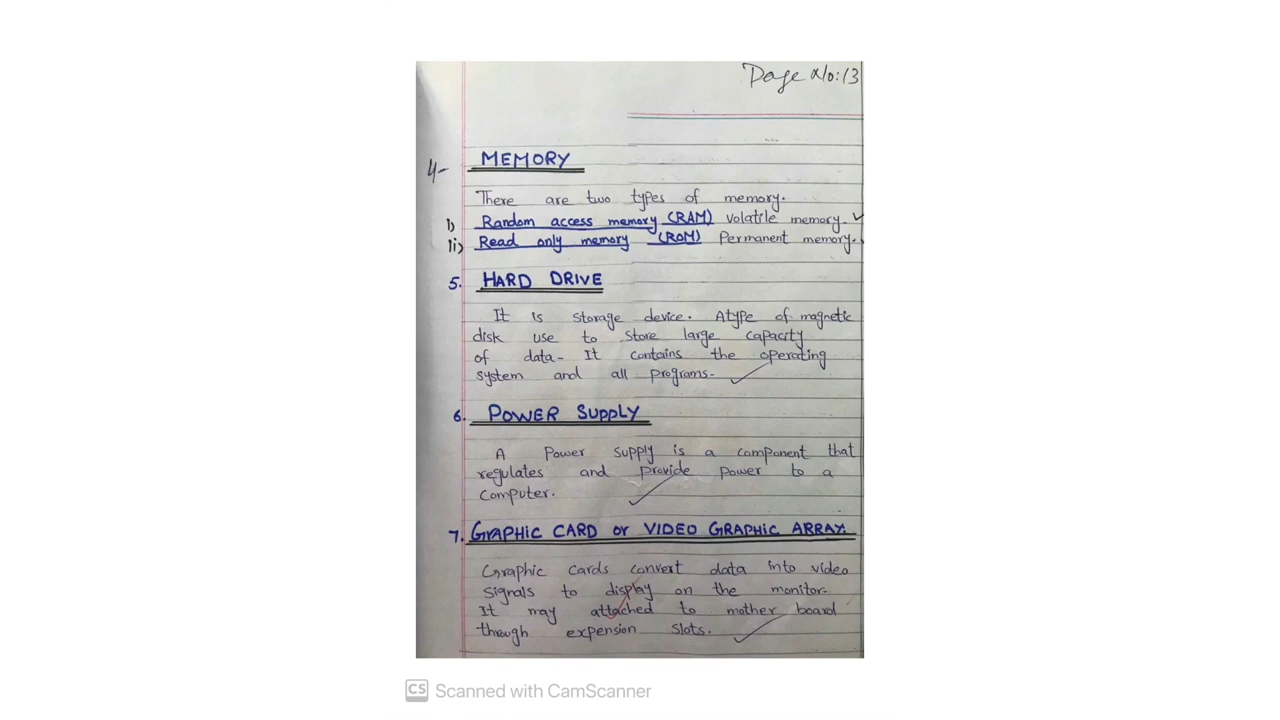 Page No:13
4- MEMORY
There are two types of memory.
i) Random access memory (RAM) Volatile memory.
ii) Read only memory (ROM) Permanent memory.
5. HARD DRIVE
It is storage device. Atype of magnetic
disk use to store large capacity
of data- It contains the operating
system and all programs.
6. POWER SUPPLY
A Power supply is a component that
regulates and provide power to a
computer.
7. GRAPHIC CARD or VIDEO GRAPHIC ARRAY.
Graphic cards convert data into video
signals to display on the monitor.
It may attached to mother board
through expension slots.
CS Scanned with CamScanner